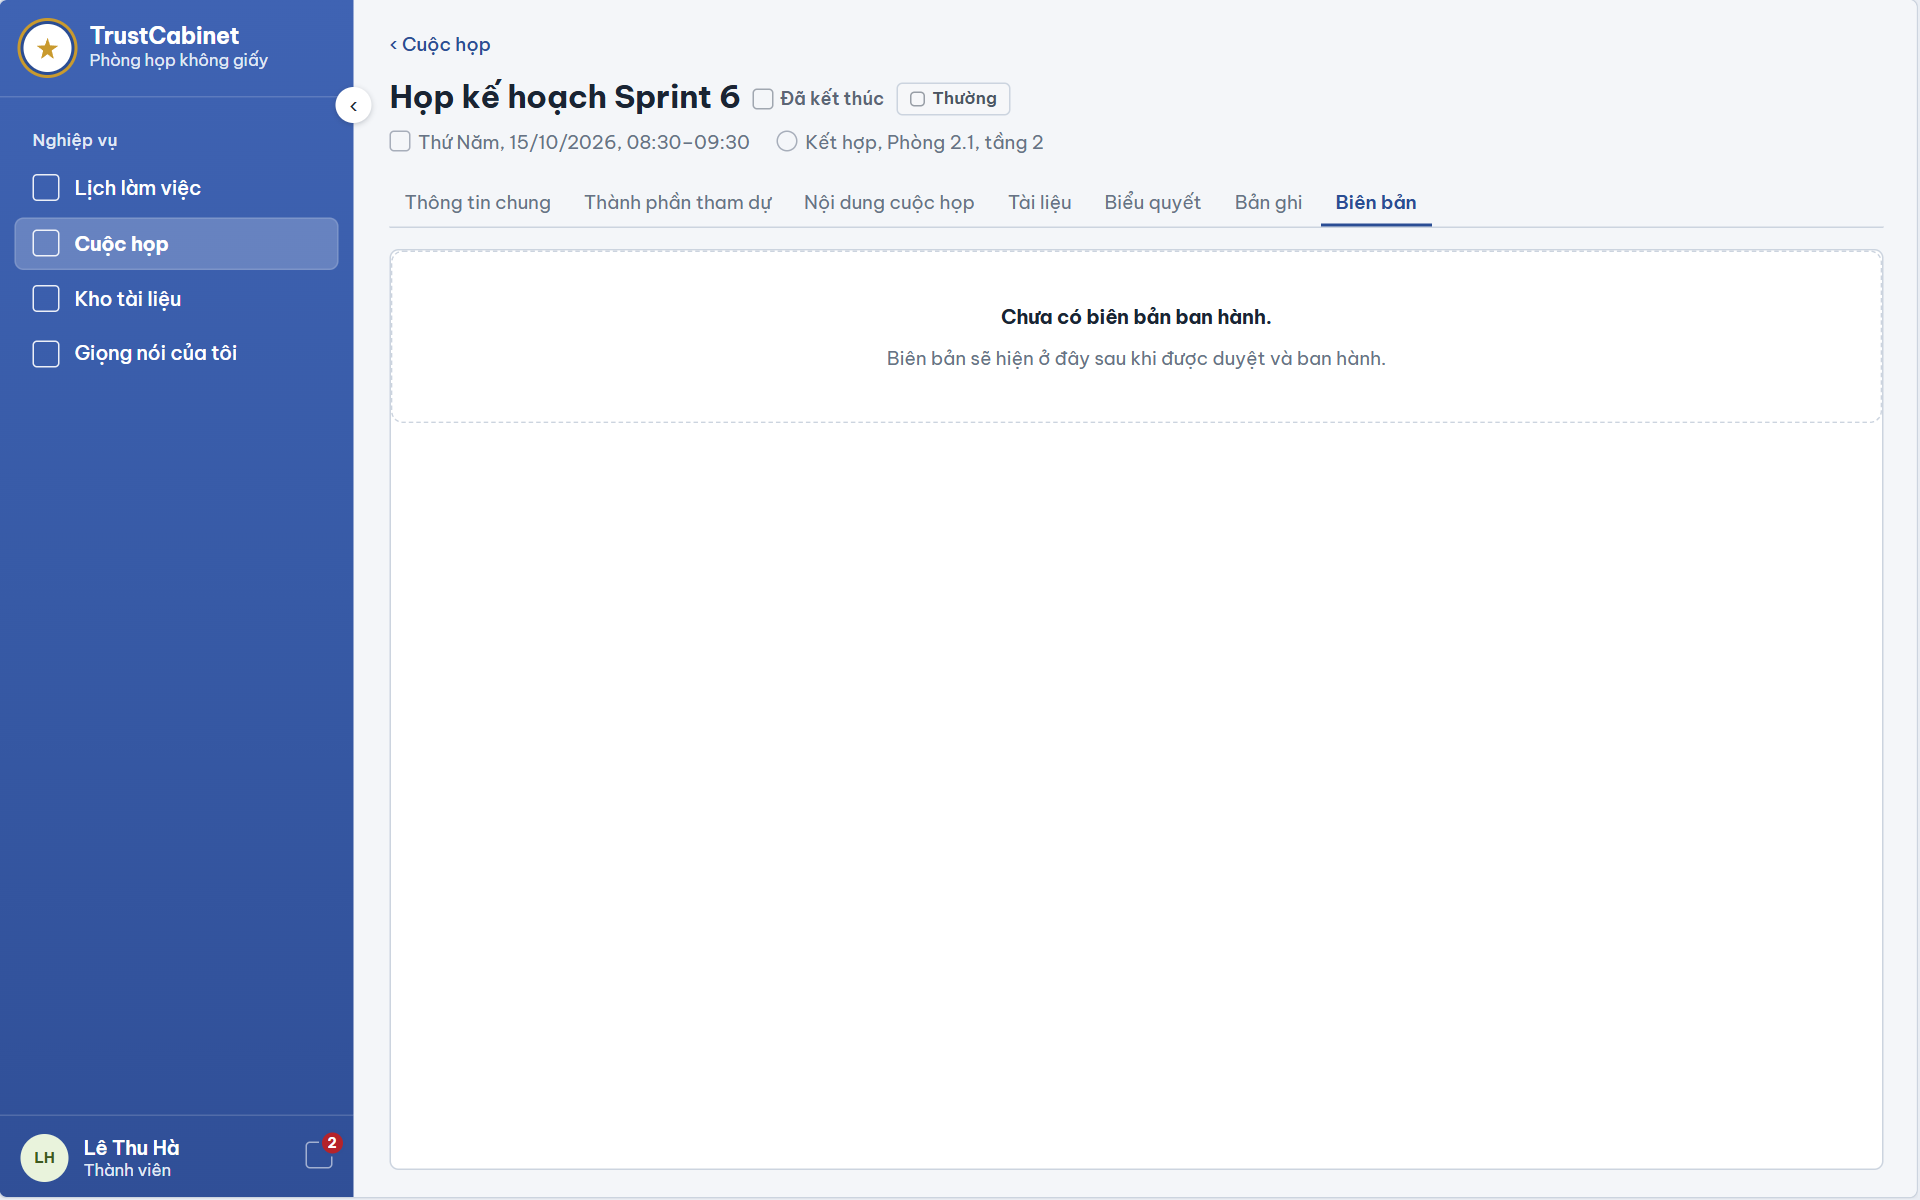 TrustCabinet
Phòng họp không giấy
Nghiệp vụ
Lịch làm việc
Cuộc họp
Kho tài liệu
Giọng nói của tôi
LH
Lê Thu Hà
Thành viên
2
‹ Cuộc họp
Họp kế hoạch Sprint 6 Đã kết thúc Thường
Thứ Năm, 15/10/2026, 08:30–09:30 Kết hợp, Phòng 2.1, tầng 2
Thông tin chung Thành phần tham dự Nội dung cuộc họp Tài liệu Biểu quyết Bản ghi Biên bản
Chưa có biên bản ban hành.
Biên bản sẽ hiện ở đây sau khi được duyệt và ban hành.